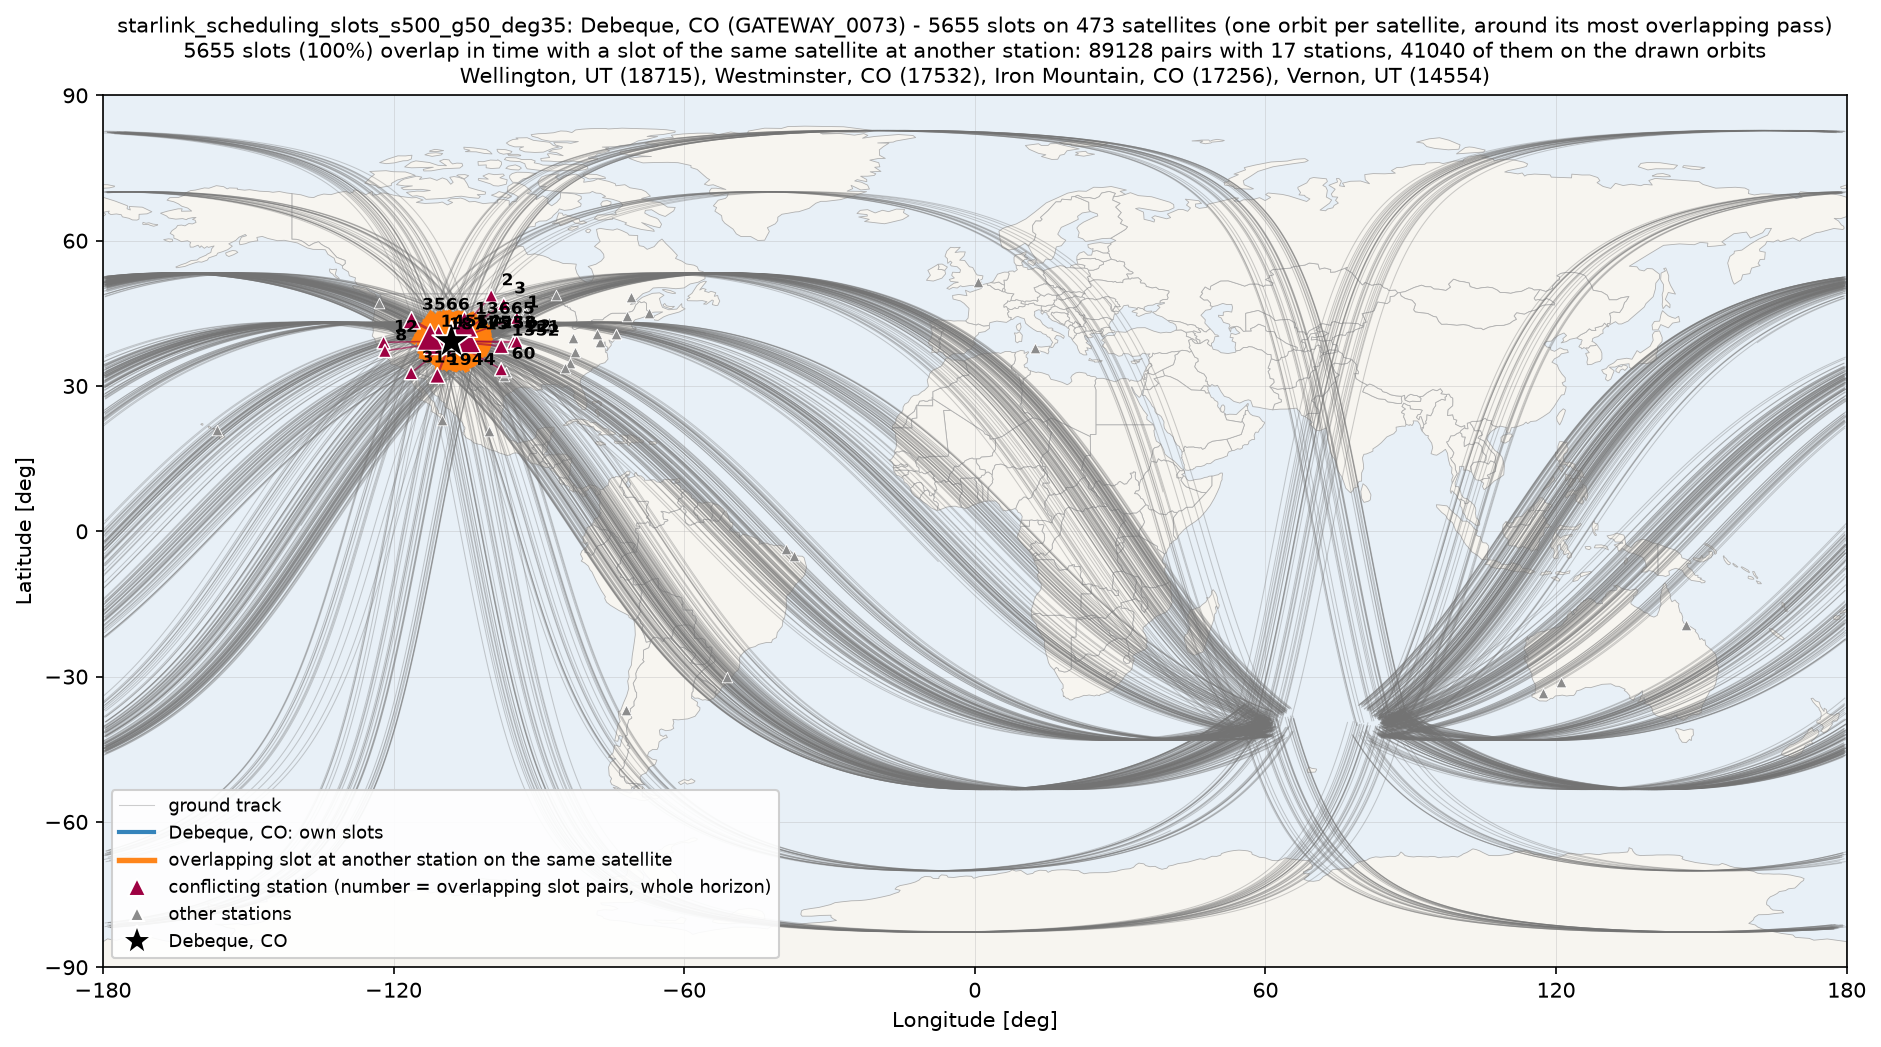 starlink_scheduling_slots_s500_g50_deg35: Debeque, CO (GATEWAY_0073) - 5655 slots on 473 satellites (one orbit per satellite, around its most overlapping pass)
5655 slots (100%) overlap in time with a slot of the same satellite at another station: 89128 pairs with 17 stations, 41040 of them on the drawn orbits
Wellington, UT (18715), Westminster, CO (17532), Iron Mountain, CO (17256), Vernon, UT (14554)
90
60
30
0
−30
−60
−90
Latitude [deg]
2
3
1
3566
13665
12
8
60
1944
ground track
Debeque, CO: own slots
overlapping slot at another station on the same satellite
conflicting station (number = overlapping slot pairs, whole horizon)
other stations
Debeque, CO
−180
−120
−60
0
60
120
180
Longitude [deg]